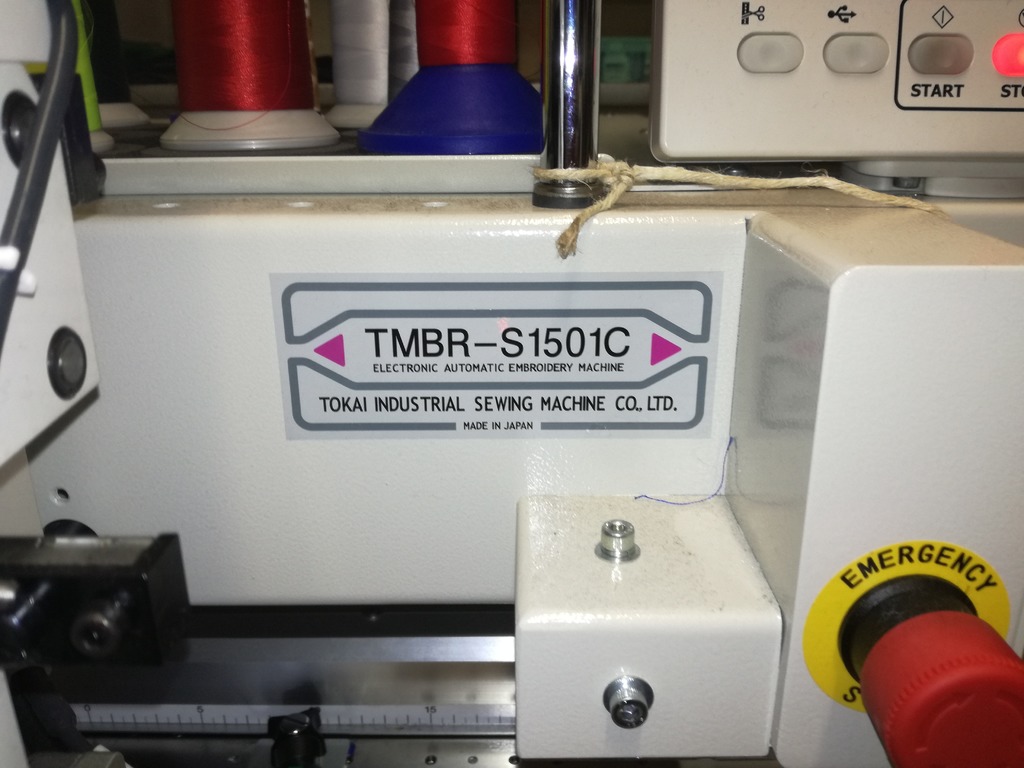 START
TMBR-S1501C
ELECTRONIC AUTOMATIC EMBROIDERY MACHINE
TOKAI INDUSTRIAL SEWING MACHINE CO., LTD.
MADE IN JAPAN
EMERGENCY
0 5 15